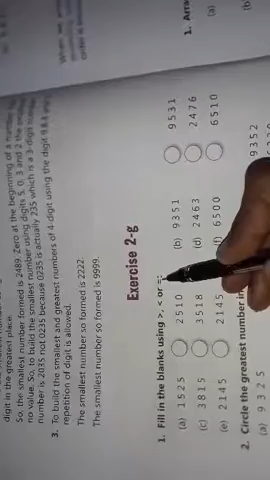 digit in the greatest place.
So, the smallest number formed is 2489. Zero at the beginning of a number
no value. So, to build the smallest number using digits 5, 0, 3 and 2 the
number is 2035 not 0235 because 0235 is actually 235 which is a 3-digit
3. To build the smallest and greatest numbers of 4-digit using the digit 9 & 4
repetition of digit is allowed.
The smallest number so formed is 2222.
The smallest number so formed is 9999.
Exercise 2-g
1. Fill in the blanks using >, < or =:
(a) 1525 2510 (b) 9351 9531
(c) 3815 3518 (d) 2463 2476
(e) 2145 2145 (f) 6500 6510
2. Circle the greatest number in
(a) 9 3 2 5 9352
1. Arra
(a)
(b